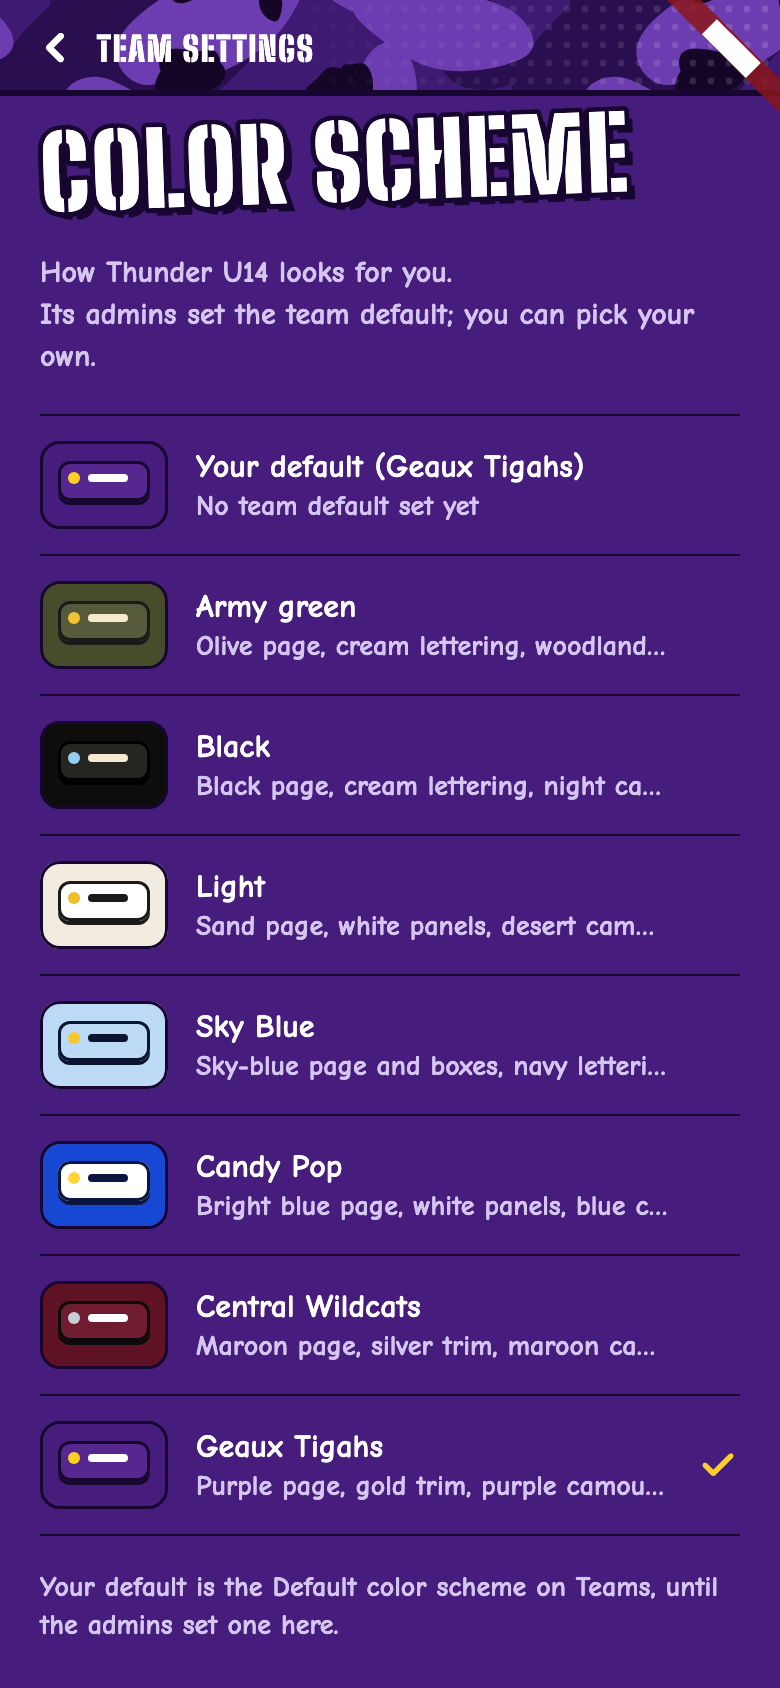 TEAM SETTINGS
COLOR SCHEME
How Thunder U14 looks for you.
Its admins set the team default; you can pick your
own.
Your default (Geaux Tigahs)
No team default set yet
Army green
Olive page, cream lettering, woodland...
Black
Black page, cream lettering, night ca...
Light
Sand page, white panels, desert cam...
Sky Blue
Sky-blue page and boxes, navy letteri...
Candy Pop
Bright blue page, white panels, blue c...
Central Wildcats
Maroon page, silver trim, maroon ca...
Geaux Tigahs
Purple page, gold trim, purple camou...
Your default is the Default color scheme on Teams, until
the admins set one here.